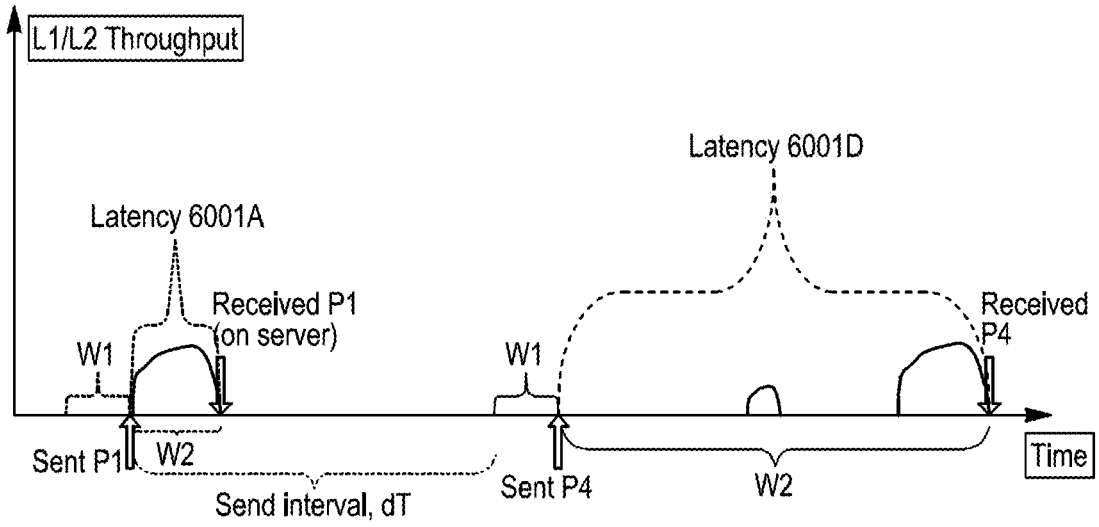 L1/L2 Throughput
Latency 6001D
Latency 6001A
Received P1
(on server)
Received
P4
W1
W1
Sent P1
W2
Send interval, dT
Sent P4
W2
Time